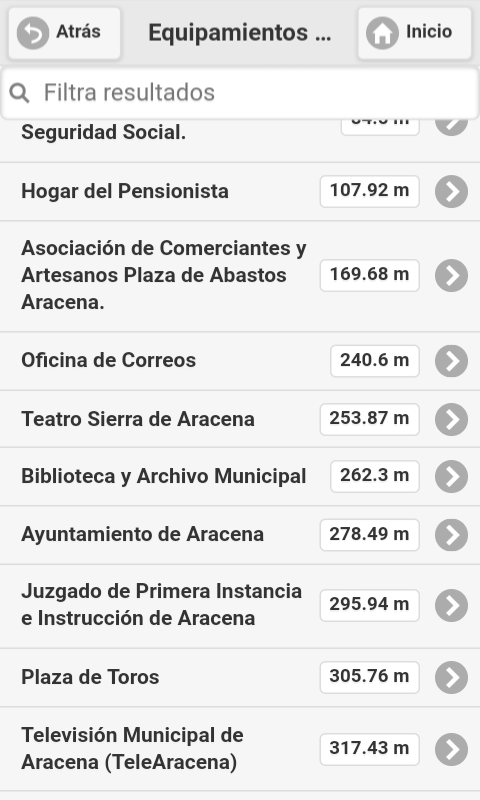 Atrás
Equipamientos ...
Inicio
Filtra resultados
Seguridad Social.
Hogar del Pensionista
107.92 m
Asociación de Comerciantes y
Artesanos Plaza de Abastos
Aracena.
169.68 m
Oficina de Correos
240.6 m
Teatro Sierra de Aracena
253.87 m
Biblioteca y Archivo Municipal
262.3 m
Ayuntamiento de Aracena
278.49 m
Juzgado de Primera Instancia
e Instrucción de Aracena
295.94 m
Plaza de Toros
305.76 m
Televisión Municipal de
Aracena (TeleAracena)
317.43 m